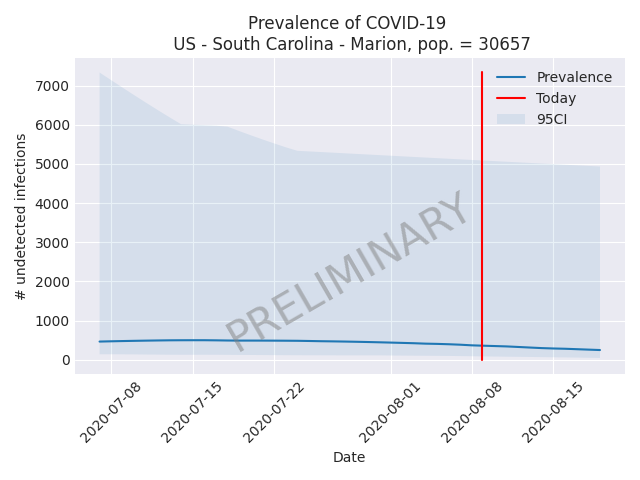 Prevalence of COVID-19
US - South Carolina - Marion, pop. = 30657
Prevalence
Today
95CI
7000
6000
5000
4000
3000
2000
1000
0
# undetected infections
PRELIMINARY
2020-07-08
2020-07-15
2020-07-22
2020-08-01
2020-08-08
2020-08-15
Date